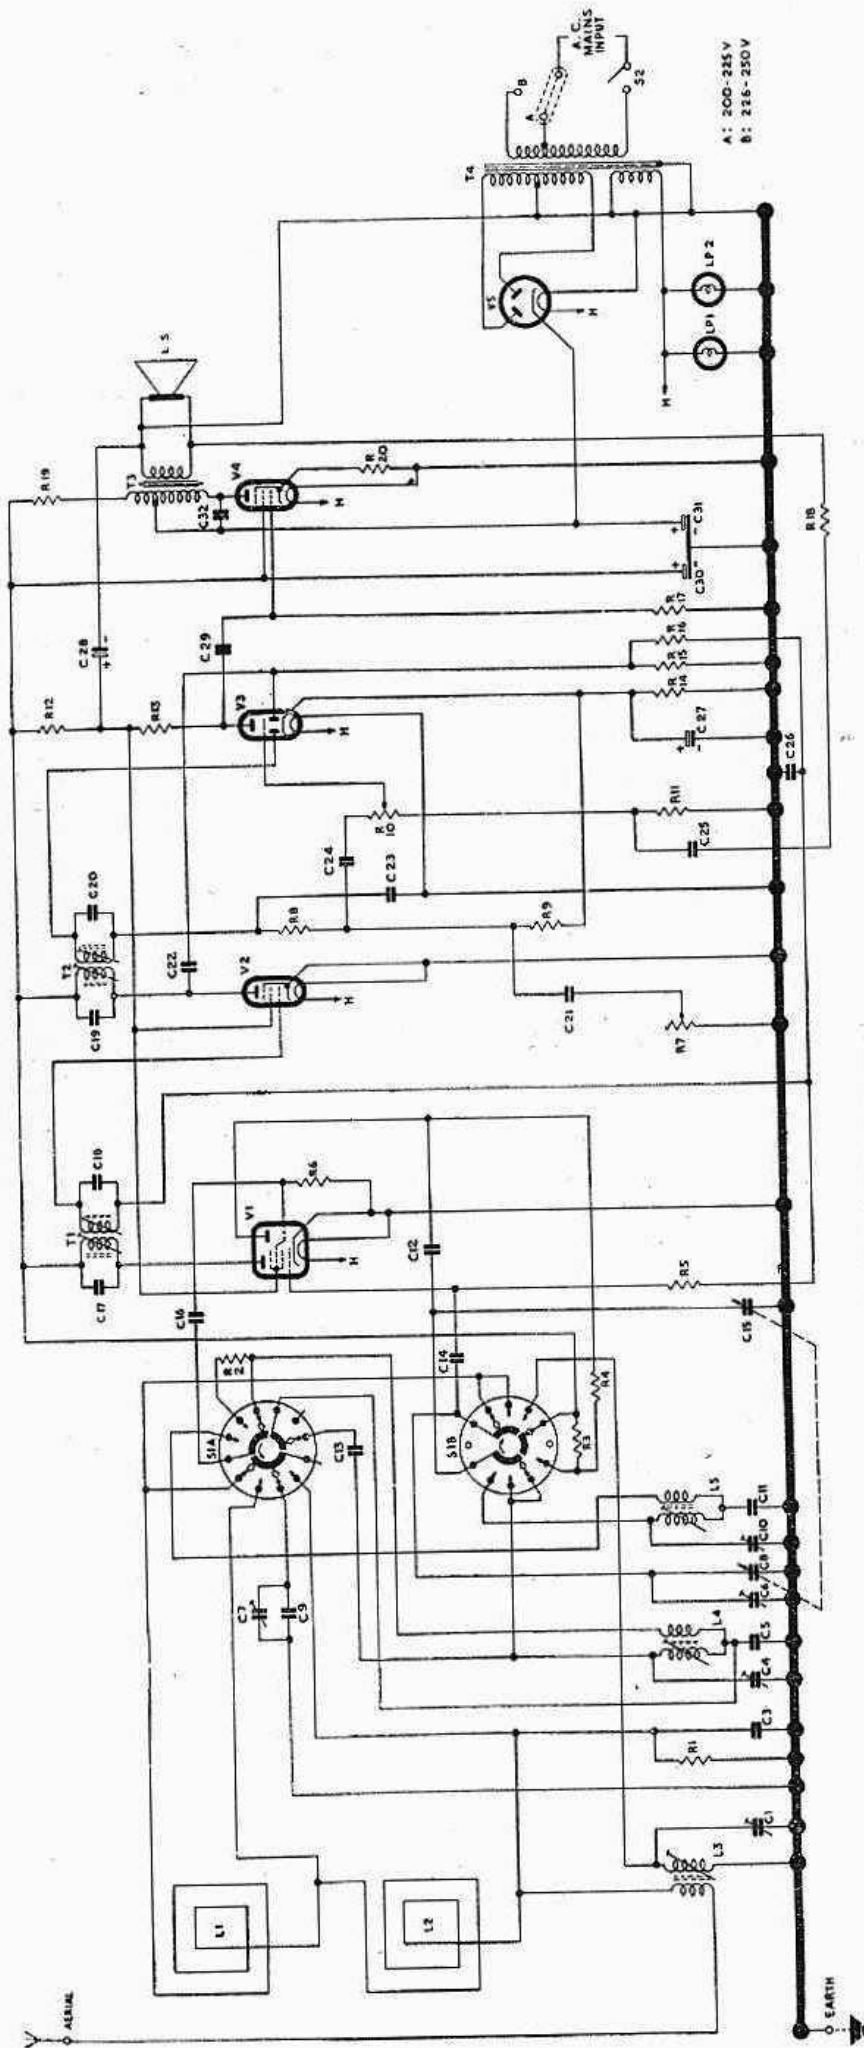 AERIAL
EARTH
L1
L2
L3
C1
R1
C3
C4
C5
L4
C6
C8
C10
C11
L5
C7
C9
S1A
R2
C13
S1B
R3
R4
C14
C15
C16
C17
T1
C18
V1
R6
H
C12
R5
C19
T2
C20
C22
V2
H
C21
R7
R8
R9
C24
C23
R10
C25
R11
C26
C27
R14
R15
R16
R17
R12
R13
V3
H
C28
C29
C30
C31
R18
R19
T3
C32
V4
H
R20
L S
V5
H
H
LP1
LP2
T4
A
B
A.C. MAINS INPUT
S2
A: 200-225V
B: 226-250V